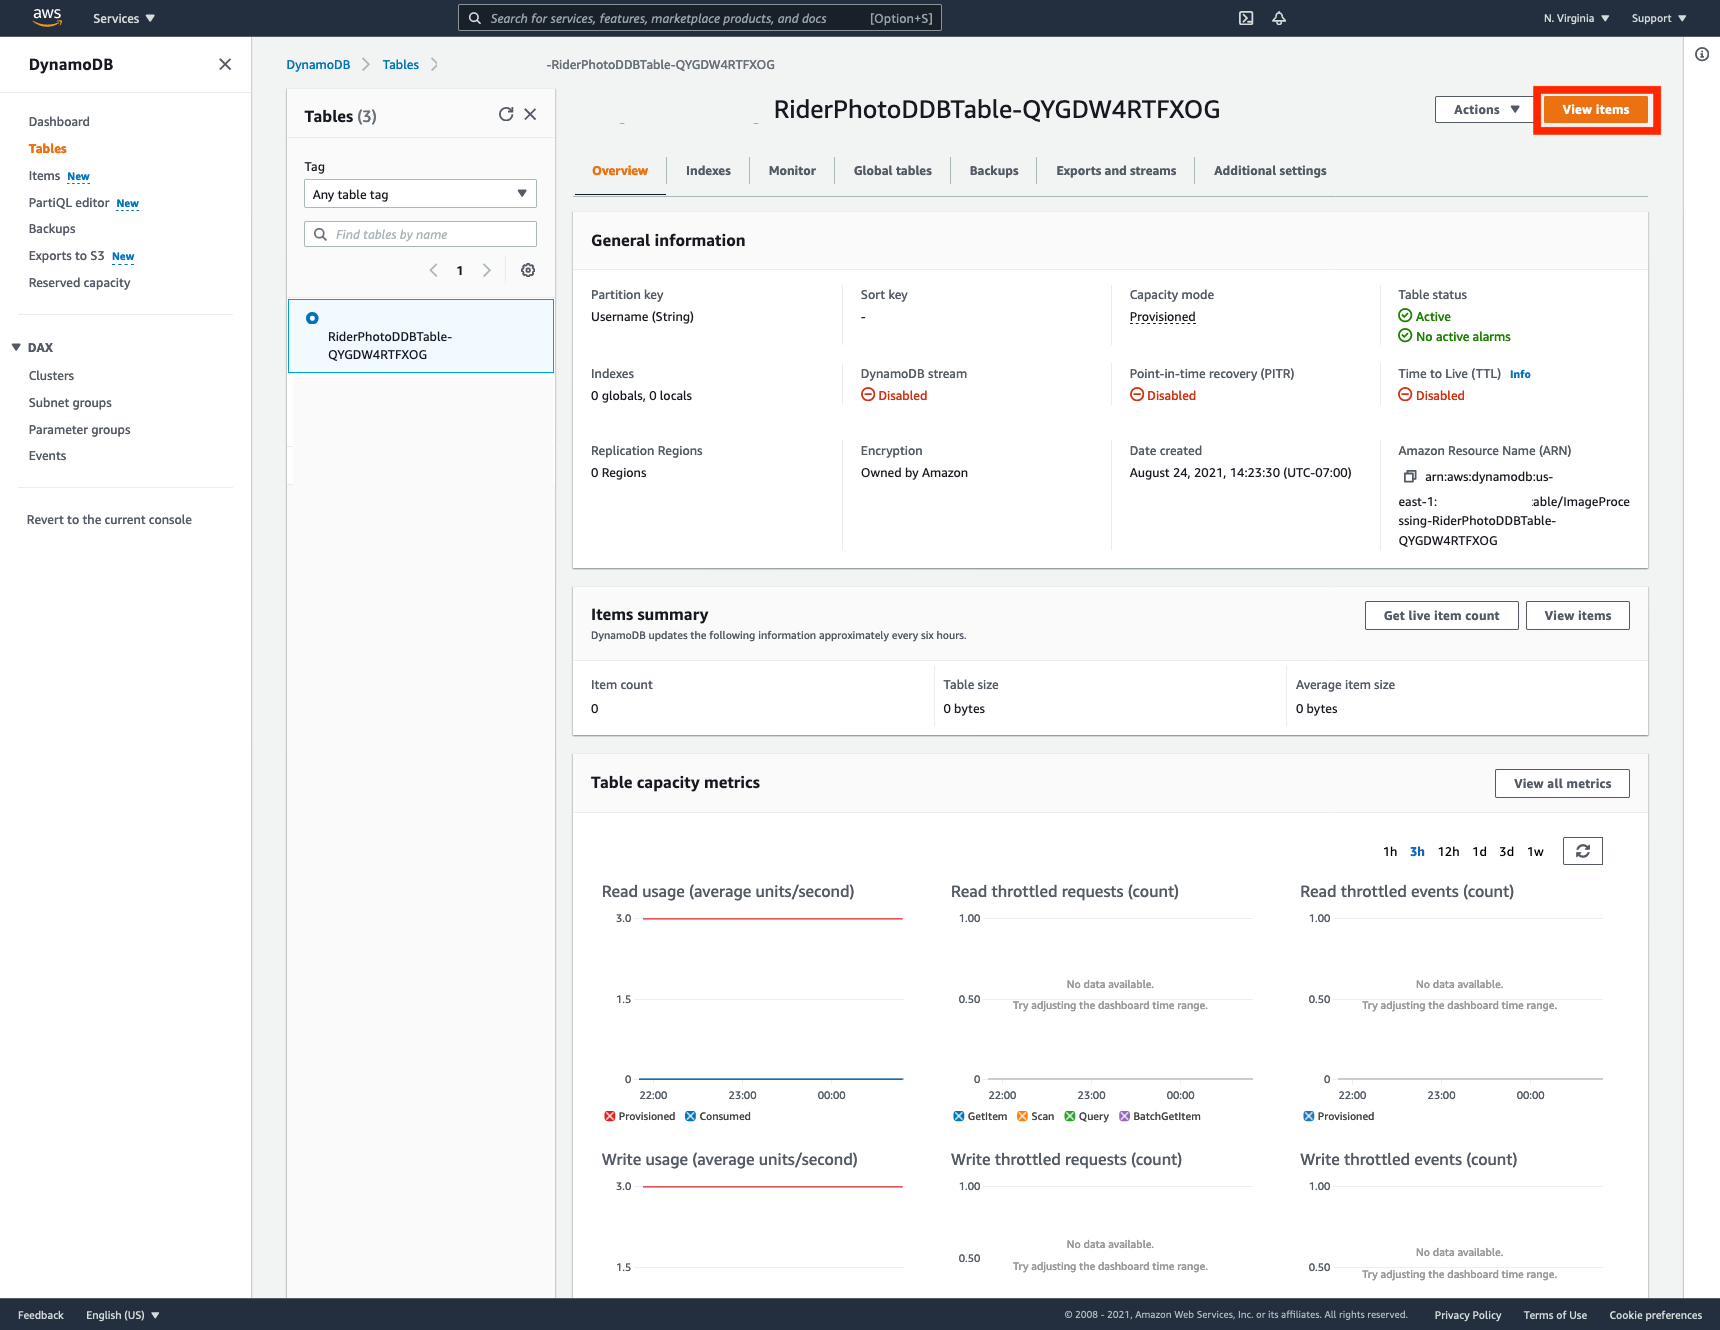 aws
Services
Search for services, features, marketplace products, and docs
[Option+S]
N. Virginia
Support
DynamoDB
Dashboard
Tables
Items New
PartiQL editor New
Backups
Exports to S3 New
Reserved capacity
DAX
Clusters
Subnet groups
Parameter groups
Events
Revert to the current console
DynamoDB
Tables
-RiderPhotoDDBTable-QYGDW4RTFXOG
Tables (3)
Tag
Any table tag
Find tables by name
1
RiderPhotoDDBTable-
QYGDW4RTFXOG
RiderPhotoDDBTable-QYGDW4RTFXOG
Actions
View items
Overview
Indexes
Monitor
Global tables
Backups
Exports and streams
Additional settings
General information
Partition key
Username (String)
Sort key
-
Capacity mode
Provisioned
Table status
Active
No active alarms
Indexes
0 globals, 0 locals
DynamoDB stream
Disabled
Point-in-time recovery (PITR)
Disabled
Time to Live (TTL) Info
Disabled
Replication Regions
0 Regions
Encryption
Owned by Amazon
Date created
August 24, 2021, 14:23:30 (UTC-07:00)
Amazon Resource Name (ARN)
arn:aws:dynamodb:us-
east-1: :able/ImageProce
ssing-RiderPhotoDDBTable-
QYGDW4RTFXOG
Items summary
DynamoDB updates the following information approximately every six hours.
Get live item count
View items
Item count
0
Table size
0 bytes
Average item size
0 bytes
Table capacity metrics
View all metrics
1h 3h 12h 1d 3d 1w
Read usage (average units/second)
3.0
1.5
0
22:00 23:00 00:00
Provisioned Consumed
Read throttled requests (count)
1.00
No data available.
0.50
Try adjusting the dashboard time range.
0
22:00 23:00 00:00
GetItem Scan Query BatchGetItem
Read throttled events (count)
1.00
No data available.
0.50
Try adjusting the dashboard time range.
0
22:00 23:00 00:00
Provisioned
Write usage (average units/second)
3.0
1.5
Write throttled requests (count)
1.00
No data available.
0.50
Try adjusting the dashboard time range.
Write throttled events (count)
1.00
No data available.
0.50
Try adjusting the dashboard time range.
Feedback
English (US)
© 2008 - 2021, Amazon Web Services, Inc. or its affiliates. All rights reserved.
Privacy Policy
Terms of Use
Cookie preferences